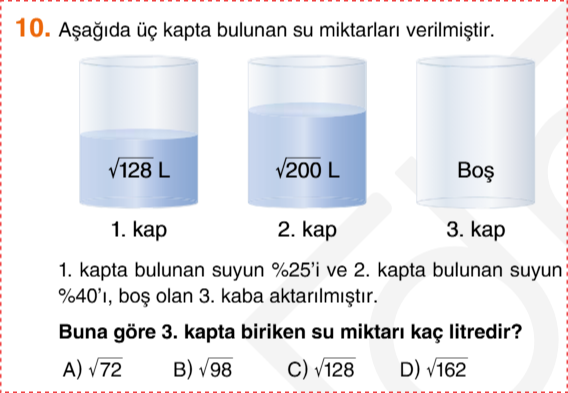 10. Aşağıda üç kapta bulunan su miktarları verilmiştir.
√128 L
√200 L
Boş
1. kap
2. kap
3. kap
1. kapta bulunan suyun %25'i ve 2. kapta bulunan suyun
%40'ı, boş olan 3. kaba aktarılmıştır.
Buna göre 3. kapta biriken su miktarı kaç litredir?
A) √72 B) √98 C) √128 D) √162